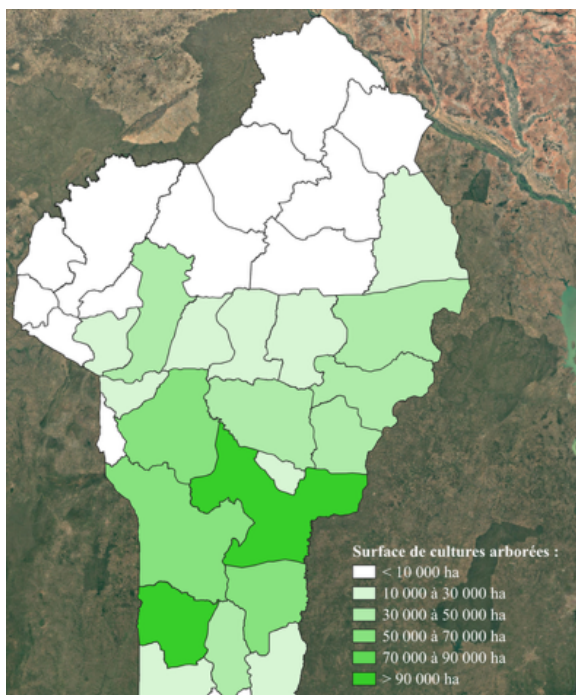 Surface de cultures arborées :
< 10 000 ha
10 000 à 30 000 ha
30 000 à 50 000 ha
50 000 à 70 000 ha
70 000 à 90 000 ha
> 90 000 ha